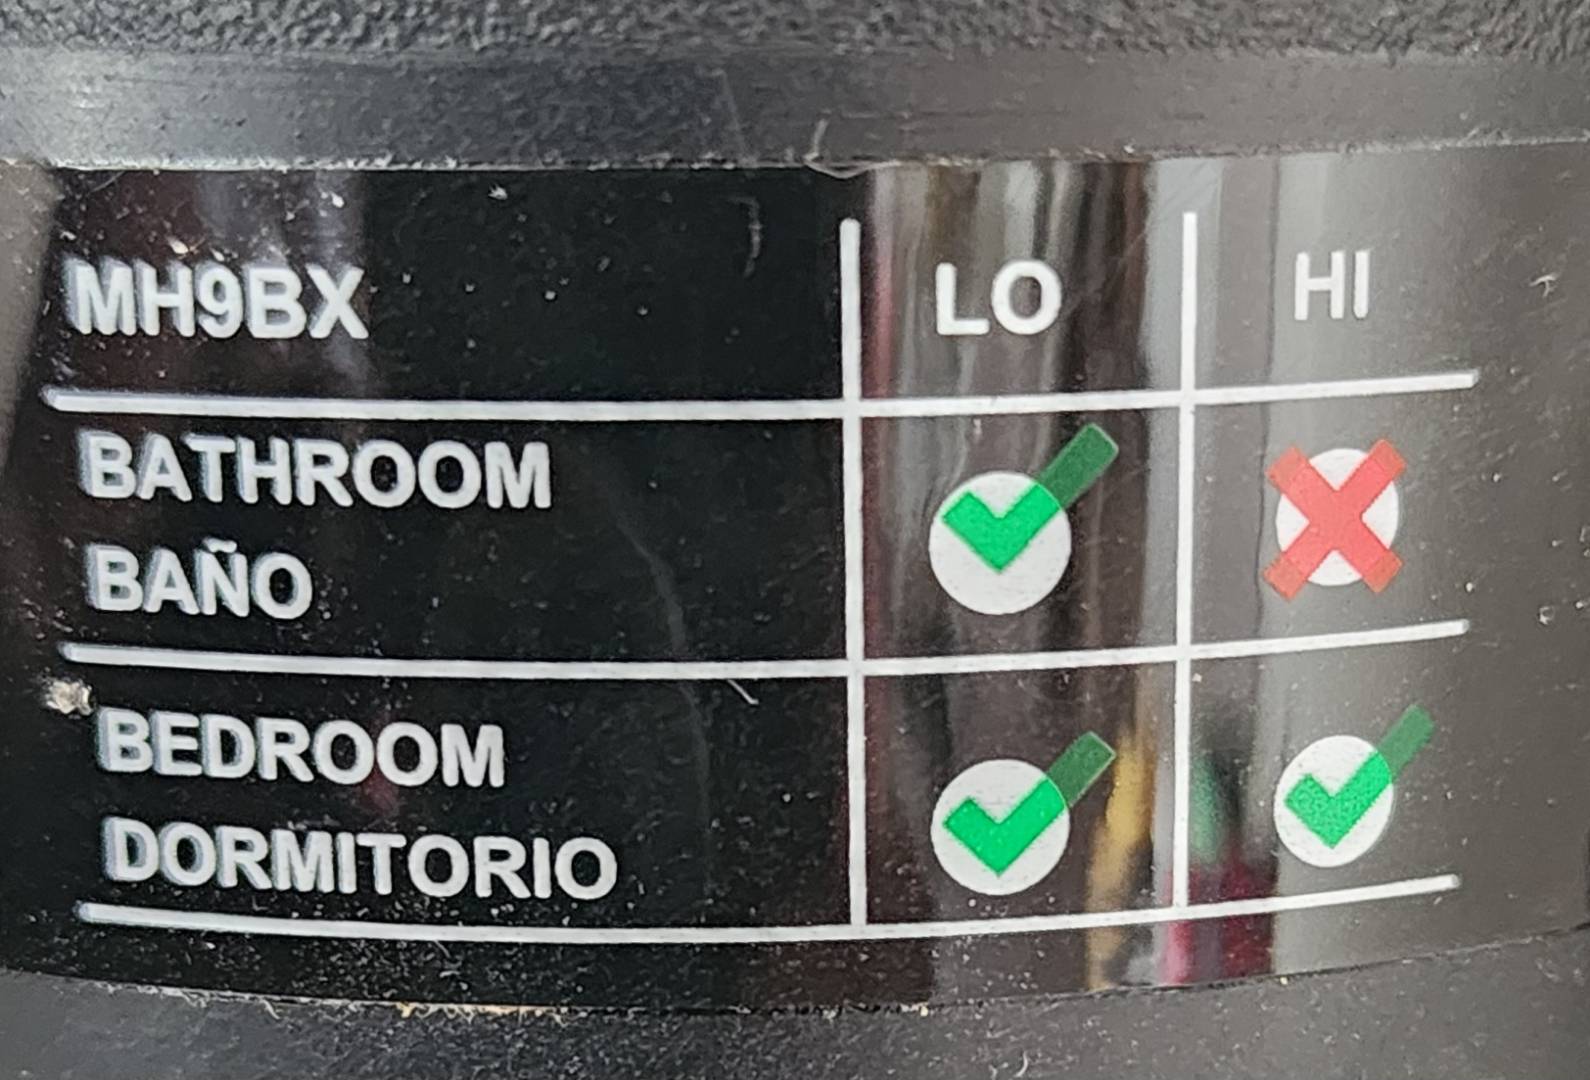 MH9BX LO HI
BATHROOM
BAÑO
BEDROOM
DORMITORIO